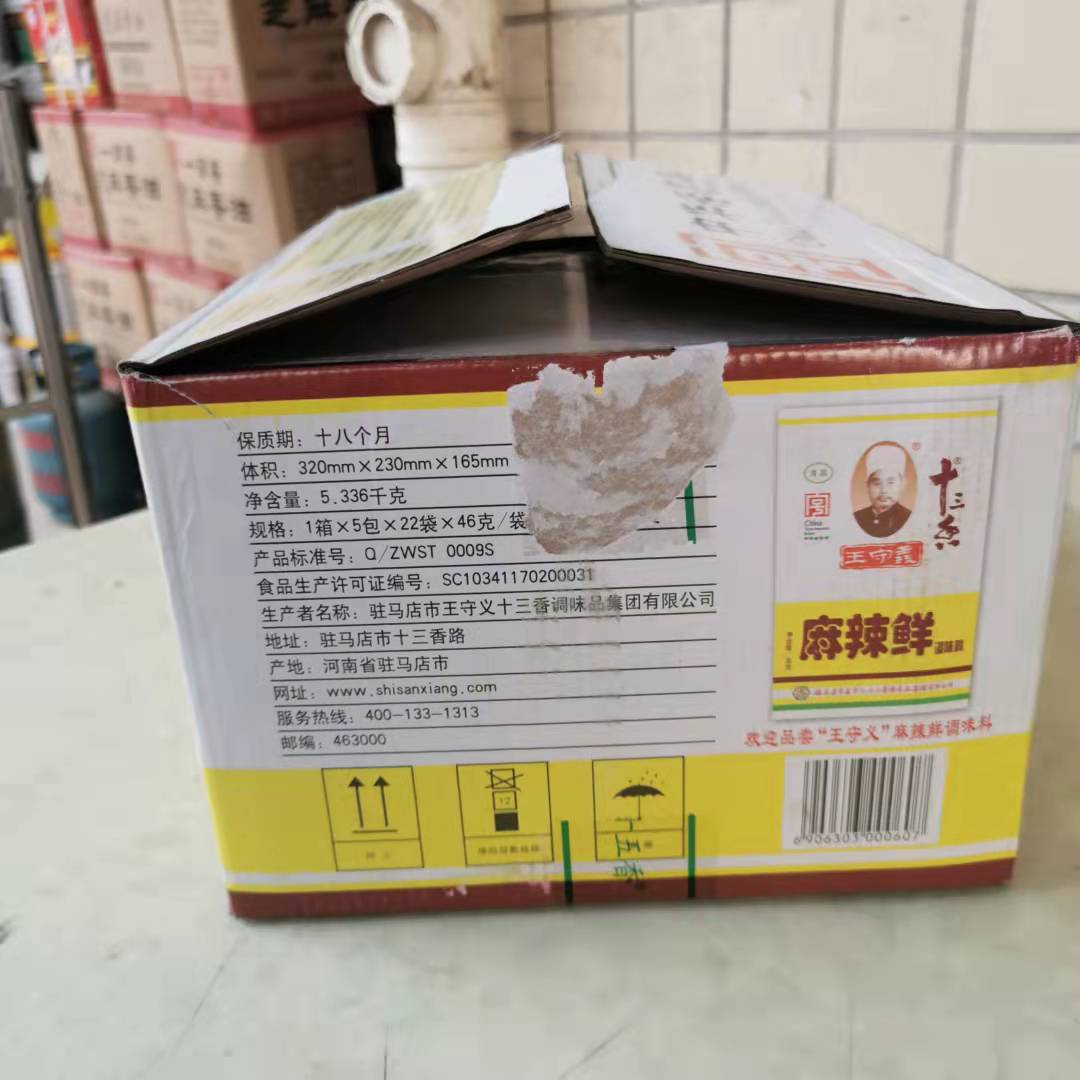 保质期：十八个月
体积：320mm×230mm×165mm
净含量：5.336千克
规格：1箱×5包×22袋×46克/袋
产品标准号：Q/ZWST 0009S
食品生产许可证编号：SC10341170200031
生产者名称：驻马店市王守义十三香调味品集团有限公司
地址：驻马店市十三香路
产地：河南省驻马店市
网址：www.shisanxiang.com
服务热线：400-133-1313
邮编：463000
十三香
China
王守義
麻辣鲜
调味料
欢迎品尝“王守义”麻辣鲜调味料
6906303000607
12
十五香